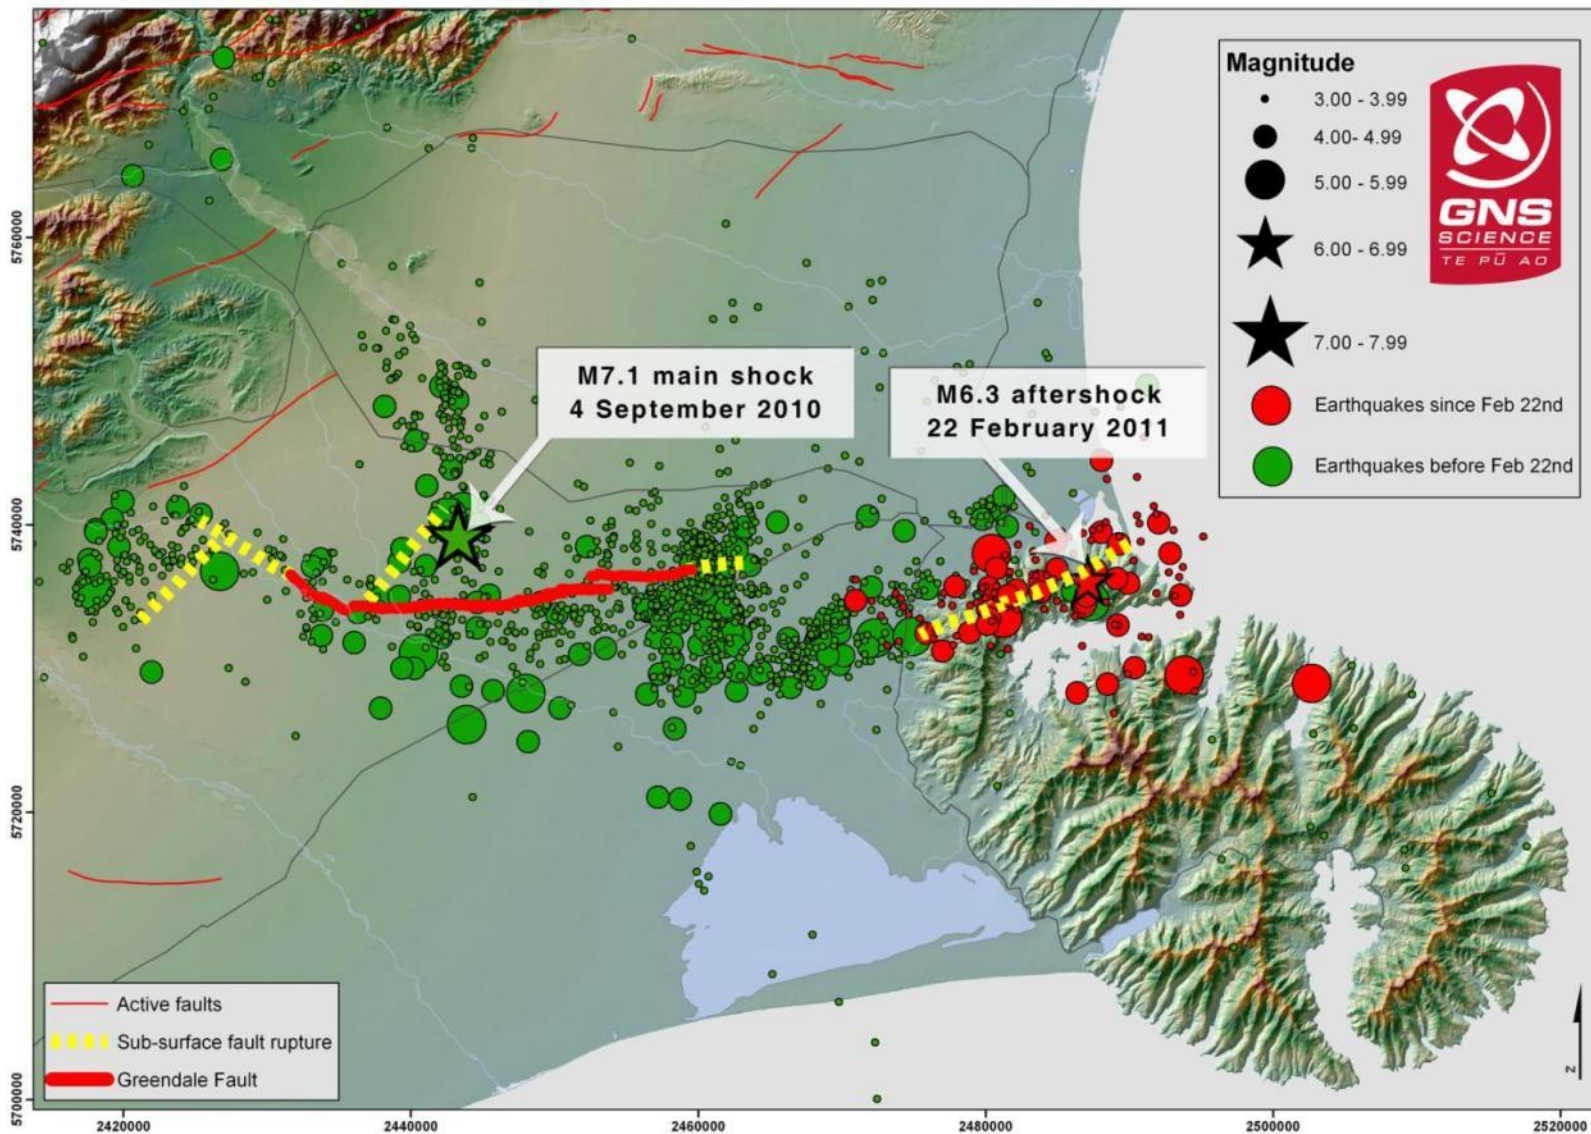 Magnitude
3.00 - 3.99
4.00- 4.99
5.00 - 5.99
6.00 - 6.99
7.00 - 7.99
Earthquakes since Feb 22nd
Earthquakes before Feb 22nd
GNS
SCIENCE
TE PŪ AO
M7.1 main shock
4 September 2010
M6.3 aftershock
22 February 2011
5760000
5740000
5720000
5700000
Active faults
Sub-surface fault rupture
Greendale Fault
N
2420000
2440000
2460000
2480000
2500000
2520000